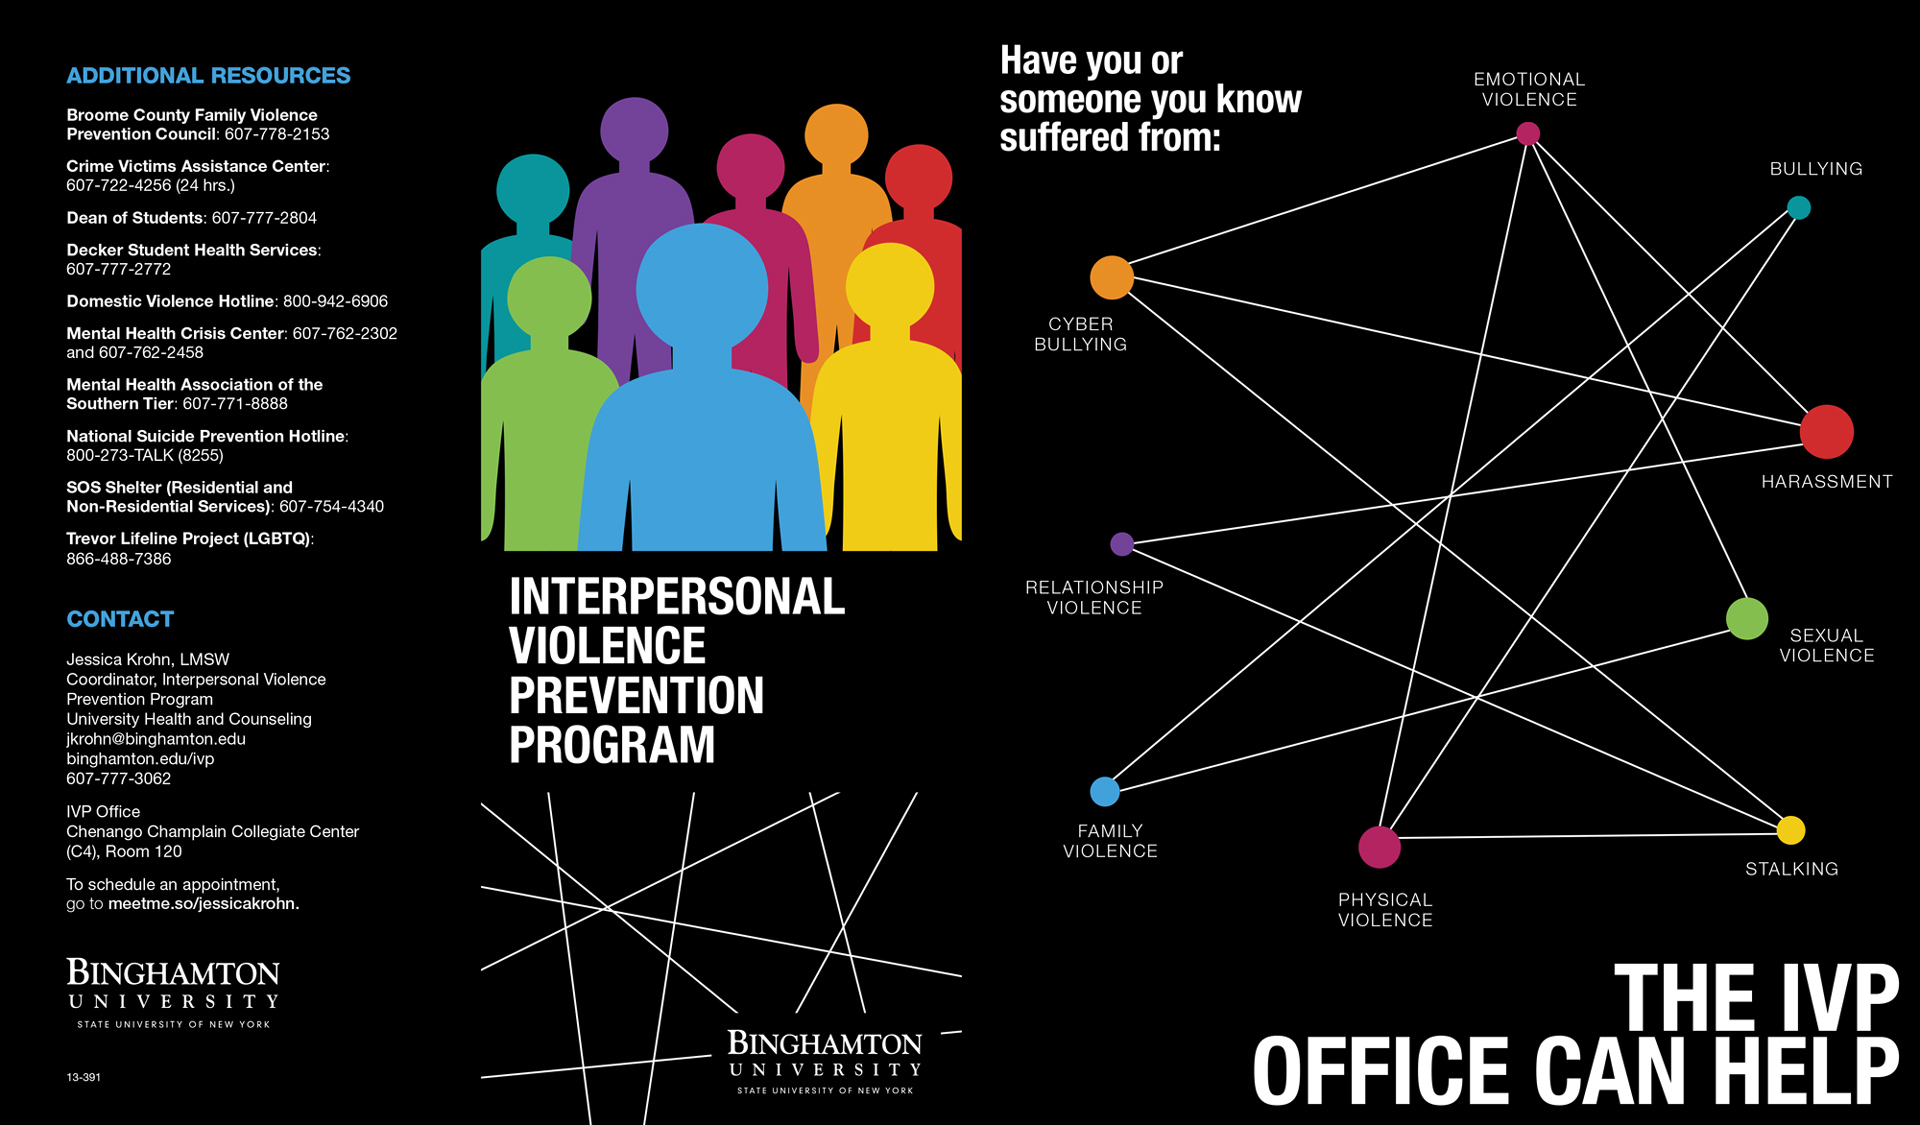 ADDITIONAL RESOURCES
Broome County Family Violence
Prevention Council: 607-778-2153
Crime Victims Assistance Center:
607-722-4256 (24 hrs.)
Dean of Students: 607-777-2804
Decker Student Health Services:
607-777-2772
Domestic Violence Hotline: 800-942-6906
Mental Health Crisis Center: 607-762-2302
and 607-762-2458
Mental Health Association of the
Southern Tier: 607-771-8888
National Suicide Prevention Hotline:
800-273-TALK (8255)
SOS Shelter (Residential and
Non-Residential Services): 607-754-4340
Trevor Lifeline Project (LGBTQ):
866-488-7386
CONTACT
Jessica Krohn, LMSW
Coordinator, Interpersonal Violence
Prevention Program
University Health and Counseling
jkrohn@binghamton.edu
binghamton.edu/ivp
607-777-3062
IVP Office
Chenango Champlain Collegiate Center
(C4), Room 120
To schedule an appointment,
go to meetme.so/jessicakrohn.
BINGHAMTON
UNIVERSITY
STATE UNIVERSITY OF NEW YORK
13-391
INTERPERSONAL
VIOLENCE
PREVENTION
PROGRAM
BINGHAMTON
UNIVERSITY
STATE UNIVERSITY OF NEW YORK
Have you or
someone you know
suffered from:
EMOTIONAL
VIOLENCE
BULLYING
CYBER
BULLYING
HARASSMENT
RELATIONSHIP
VIOLENCE
SEXUAL
VIOLENCE
FAMILY
VIOLENCE
PHYSICAL
VIOLENCE
STALKING
THE IVP
OFFICE CAN HELP